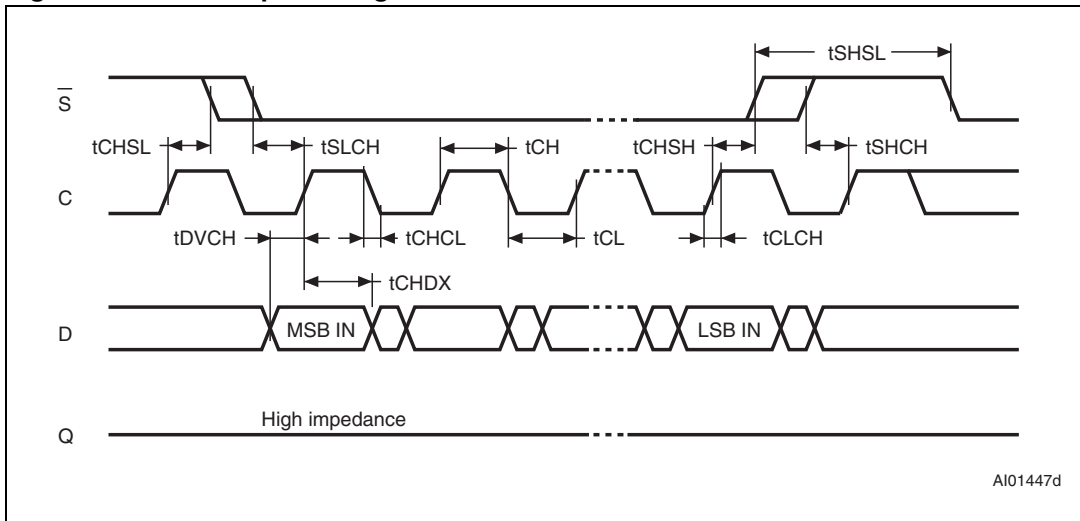 tSHSL
S
tCHSL
tSLCH
tCH
tCHSH
tSHCH
C
tDVCH
tCHCL
tCL
tCLCH
tCHDX
D
MSB IN
LSB IN
High impedance
Q
AI01447d